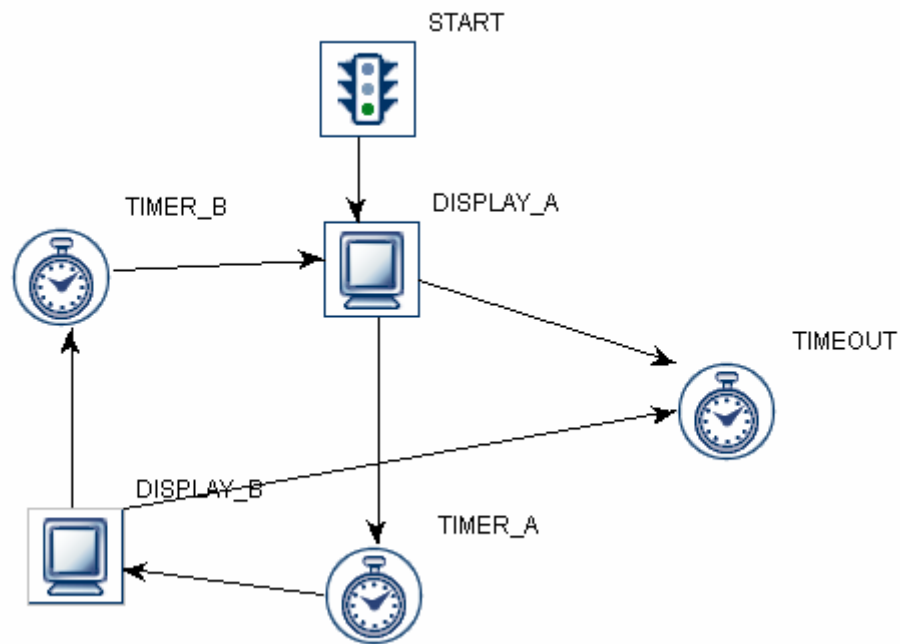 START
TIMER_B
DISPLAY_A
TIMEOUT
DISPLAY_B
TIMER_A